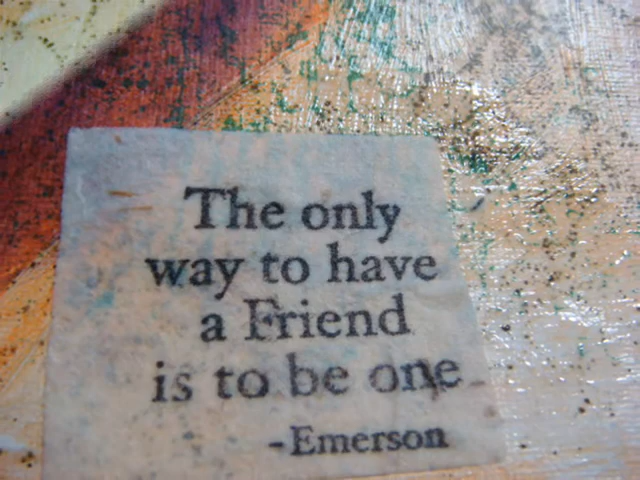 The only
way to have
a Friend
is to be one
-Emerson